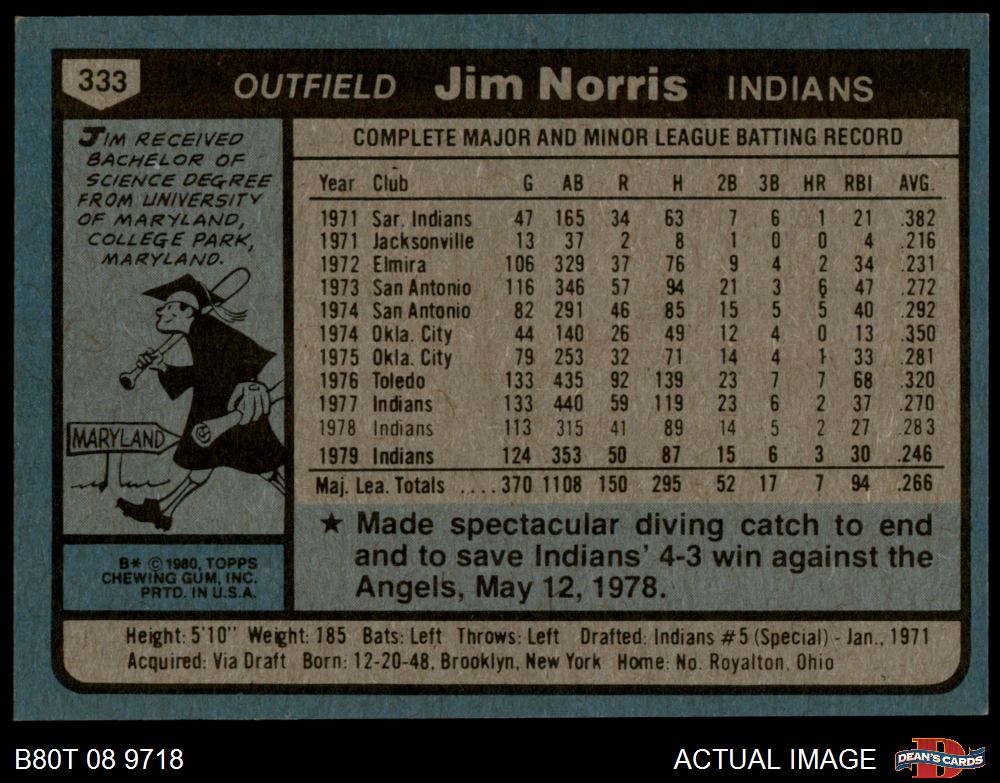 333 OUTFIELD Jim Norris INDIANS
JIM RECEIVED
BACHELOR OF
SCIENCE DEGREE
FROM UNIVERSITY
OF MARYLAND,
COLLEGE PARK,
MARYLAND.
MARYLAND
B* © 1980, TOPPS
CHEWING GUM, INC.
PRTD. IN U.S.A.
COMPLETE MAJOR AND MINOR LEAGUE BATTING RECORD
Year Club G AB R H 2B 3B HR RBI AVG.
1971 Sar. Indians 47 165 34 63 7 6 1 21 .382
1971 Jacksonville 13 37 2 8 1 0 0 4 .216
1972 Elmira 106 329 37 76 9 4 2 34 .231
1973 San Antonio 116 346 57 94 21 3 6 47 .272
1974 San Antonio 82 291 46 85 15 5 5 40 .292
1974 Okla. City 44 140 26 49 12 4 0 13 .350
1975 Okla. City 79 253 32 71 14 4 1 33 .281
1976 Toledo 133 435 92 139 23 7 7 68 .320
1977 Indians 133 440 59 119 23 6 2 37 .270
1978 Indians 113 315 41 89 14 5 2 27 .283
1979 Indians 124 353 50 87 15 6 3 30 .246
Maj. Lea. Totals ....370 1108 150 295 52 17 7 94 .266
★ Made spectacular diving catch to end
and to save Indians' 4-3 win against the
Angels, May 12, 1978.
Height: 5'10" Weight: 185 Bats: Left Throws: Left Drafted: Indians #5 (Special) - Jan., 1971
Acquired: Via Draft Born: 12-20-48, Brooklyn, New York Home: No. Royalton, Ohio
B80T 08 9718 ACTUAL IMAGE D DEAN'S CARDS